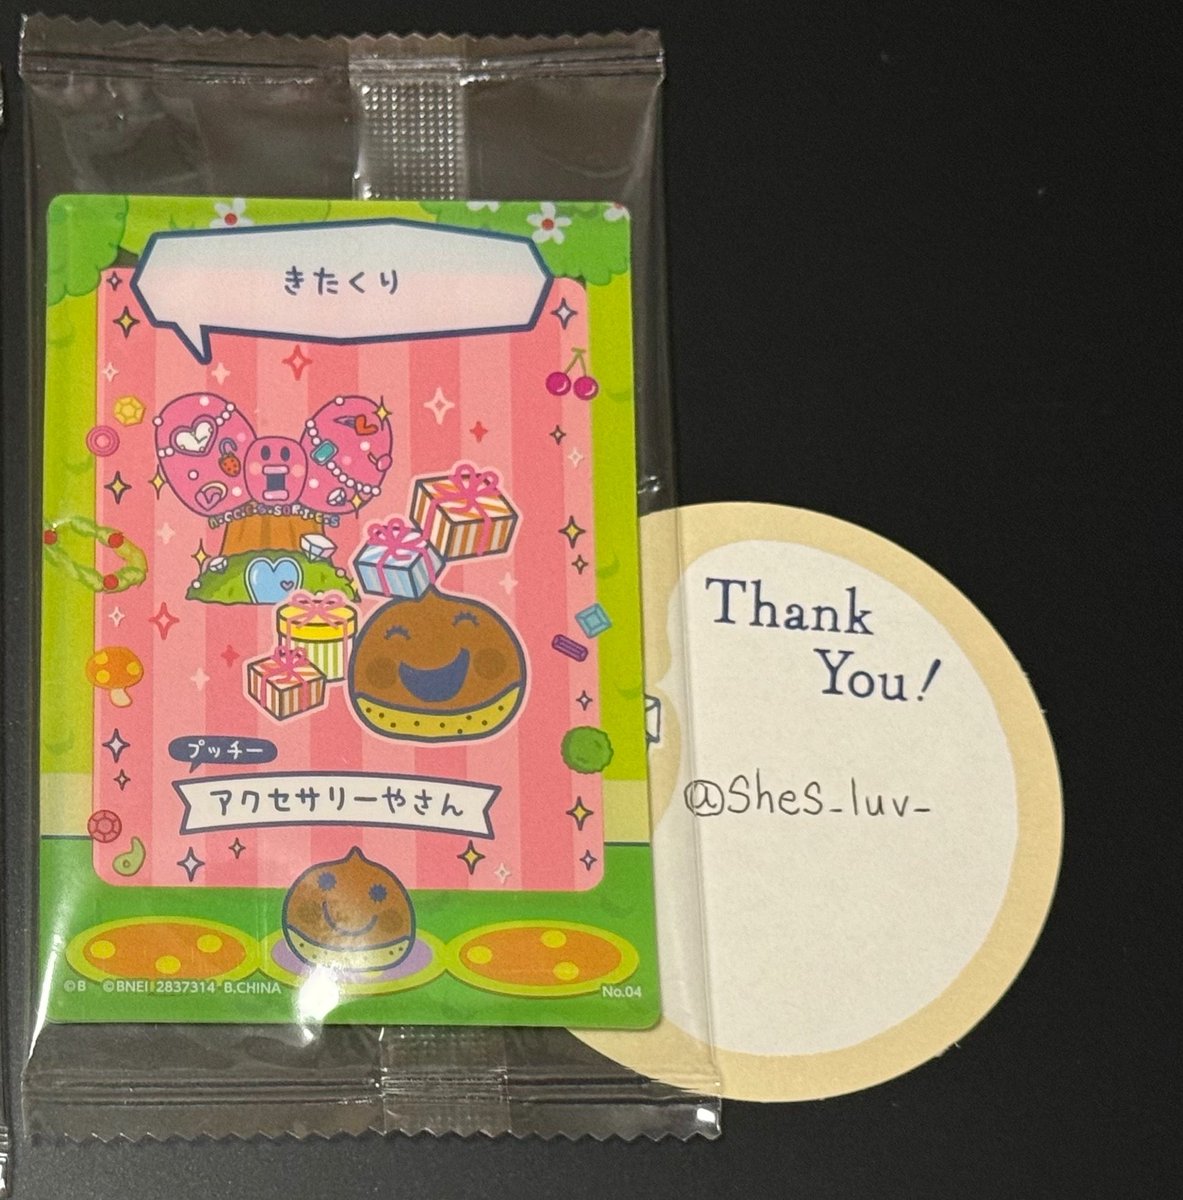 きたくり
A・C・C・E・S・S・O・R・I・E・S
プッチー
アクセサリーやさん
©B ©BNEI 2837314 B.CHINA
No.04
Thank
You!
@shes_luv_